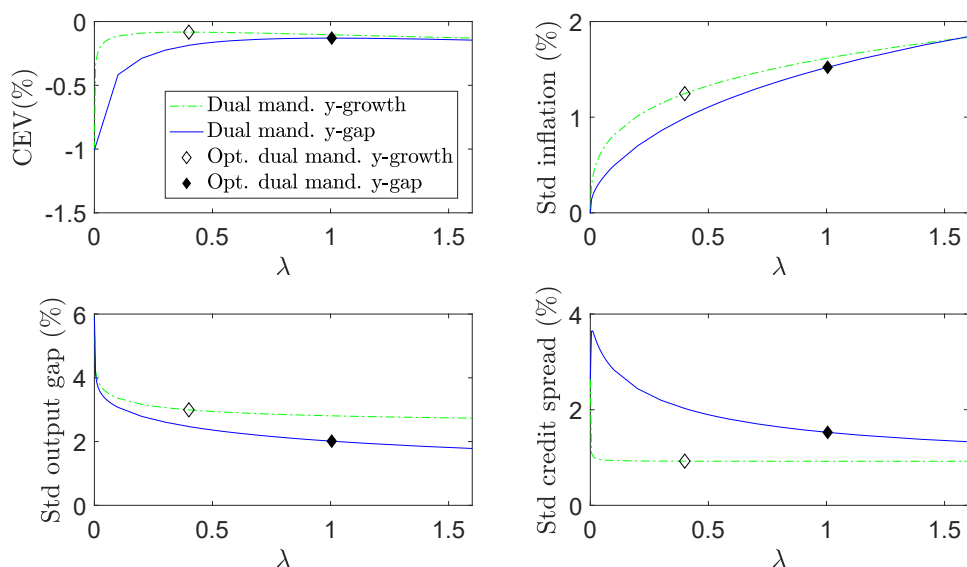 0
-0.5
-1
-1.5
CEV(%)
Dual mand. y-growth
Dual mand. y-gap
Opt. dual mand. y-growth
Opt. dual mand. y-gap
0 0.5 1 1.5
λ
2
1
0
Std inflation (%)
0 0.5 1 1.5
λ
6
4
2
0
Std output gap (%)
0 0.5 1 1.5
λ
4
2
0
Std credit spread (%)
0 0.5 1 1.5
λ